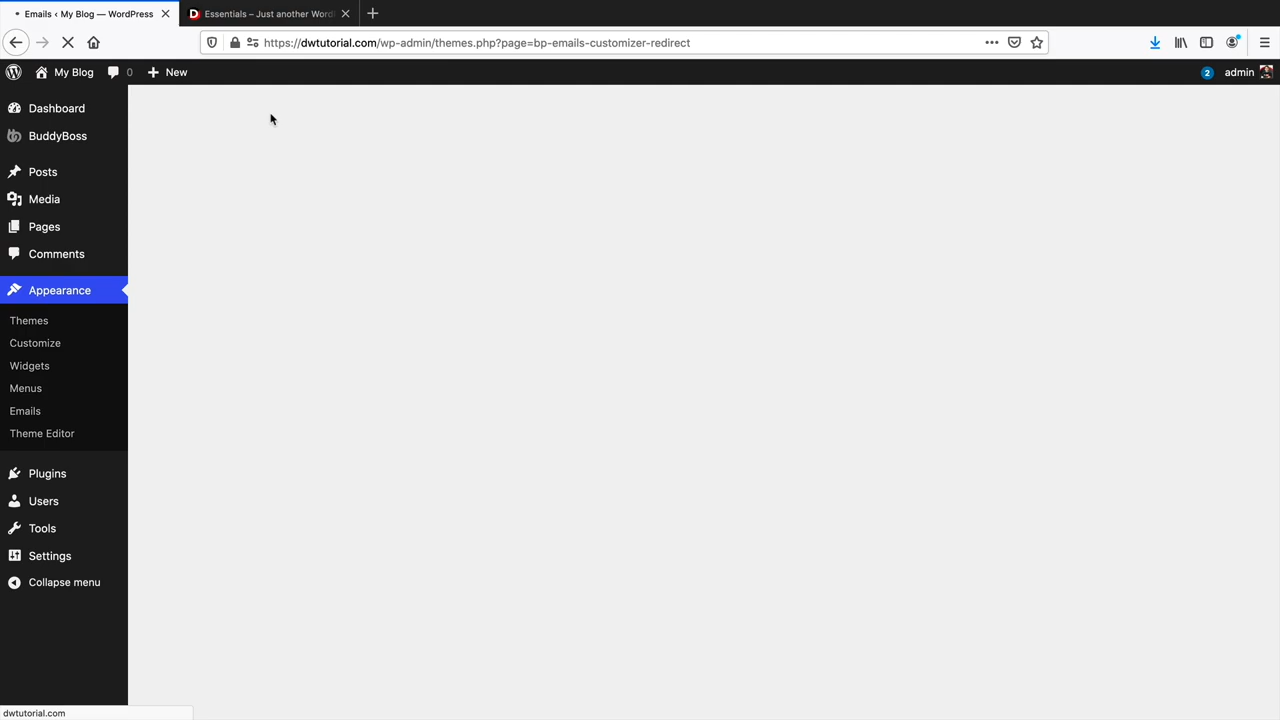 Emails ‹ My Blog — WordPress
Essentials – Just another Word
https://dwtutorial.com/wp-admin/themes.php?page=bp-emails-customizer-redirect
My Blog
0
New
2
admin
Dashboard
BuddyBoss
Posts
Media
Pages
Comments
Appearance
Themes
Customize
Widgets
Menus
Emails
Theme Editor
Plugins
Users
Tools
Settings
Collapse menu
dwtutorial.com